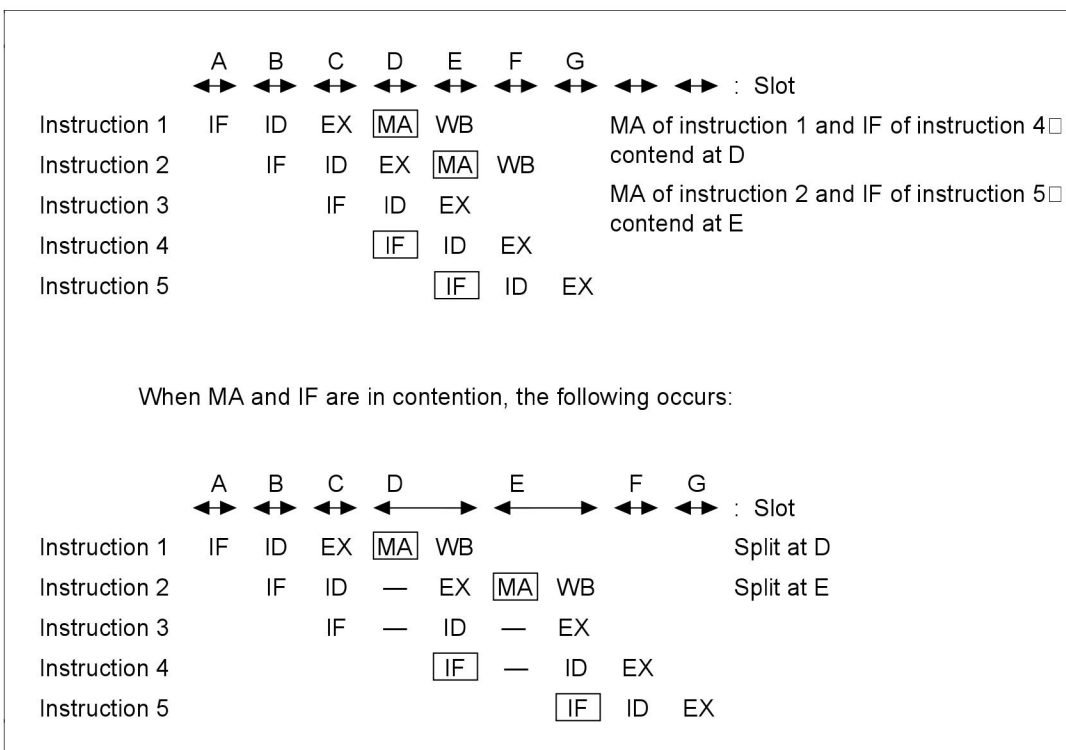 A B C D E F G
: Slot
Instruction 1 IF ID EX MA WB MA of instruction 1 and IF of instruction 4□
contend at D
Instruction 2 IF ID EX MA WB
MA of instruction 2 and IF of instruction 5□
Instruction 3 IF ID EX
contend at E
Instruction 4 IF ID EX
Instruction 5 IF ID EX
When MA and IF are in contention, the following occurs:
A B C D E F G
: Slot
Instruction 1 IF ID EX MA WB Split at D
Instruction 2 IF ID — EX MA WB Split at E
Instruction 3 IF — ID — EX
Instruction 4 IF — ID EX
Instruction 5 IF ID EX